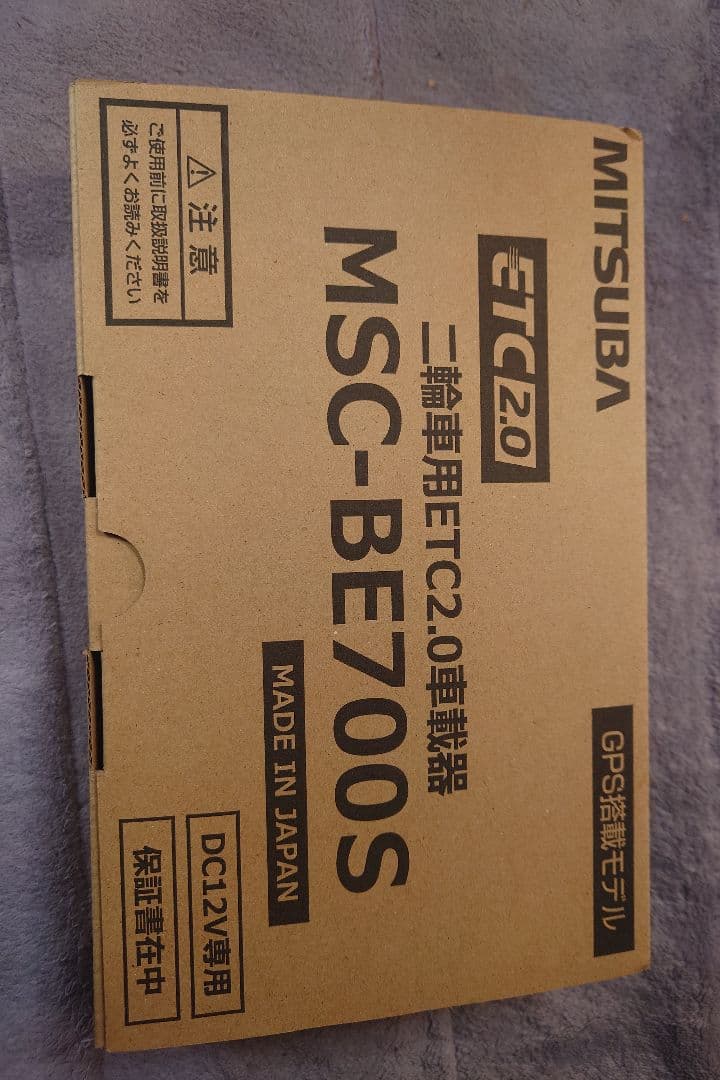 MITSUBA
GPS搭載モデル
ETC2.0
二輪車用ETC2.0車載器
MSC-BE700S
MADE IN JAPAN
注意
ご使用前に取扱説明書を
必ずよくお読みください
DC12V専用
保証書在中